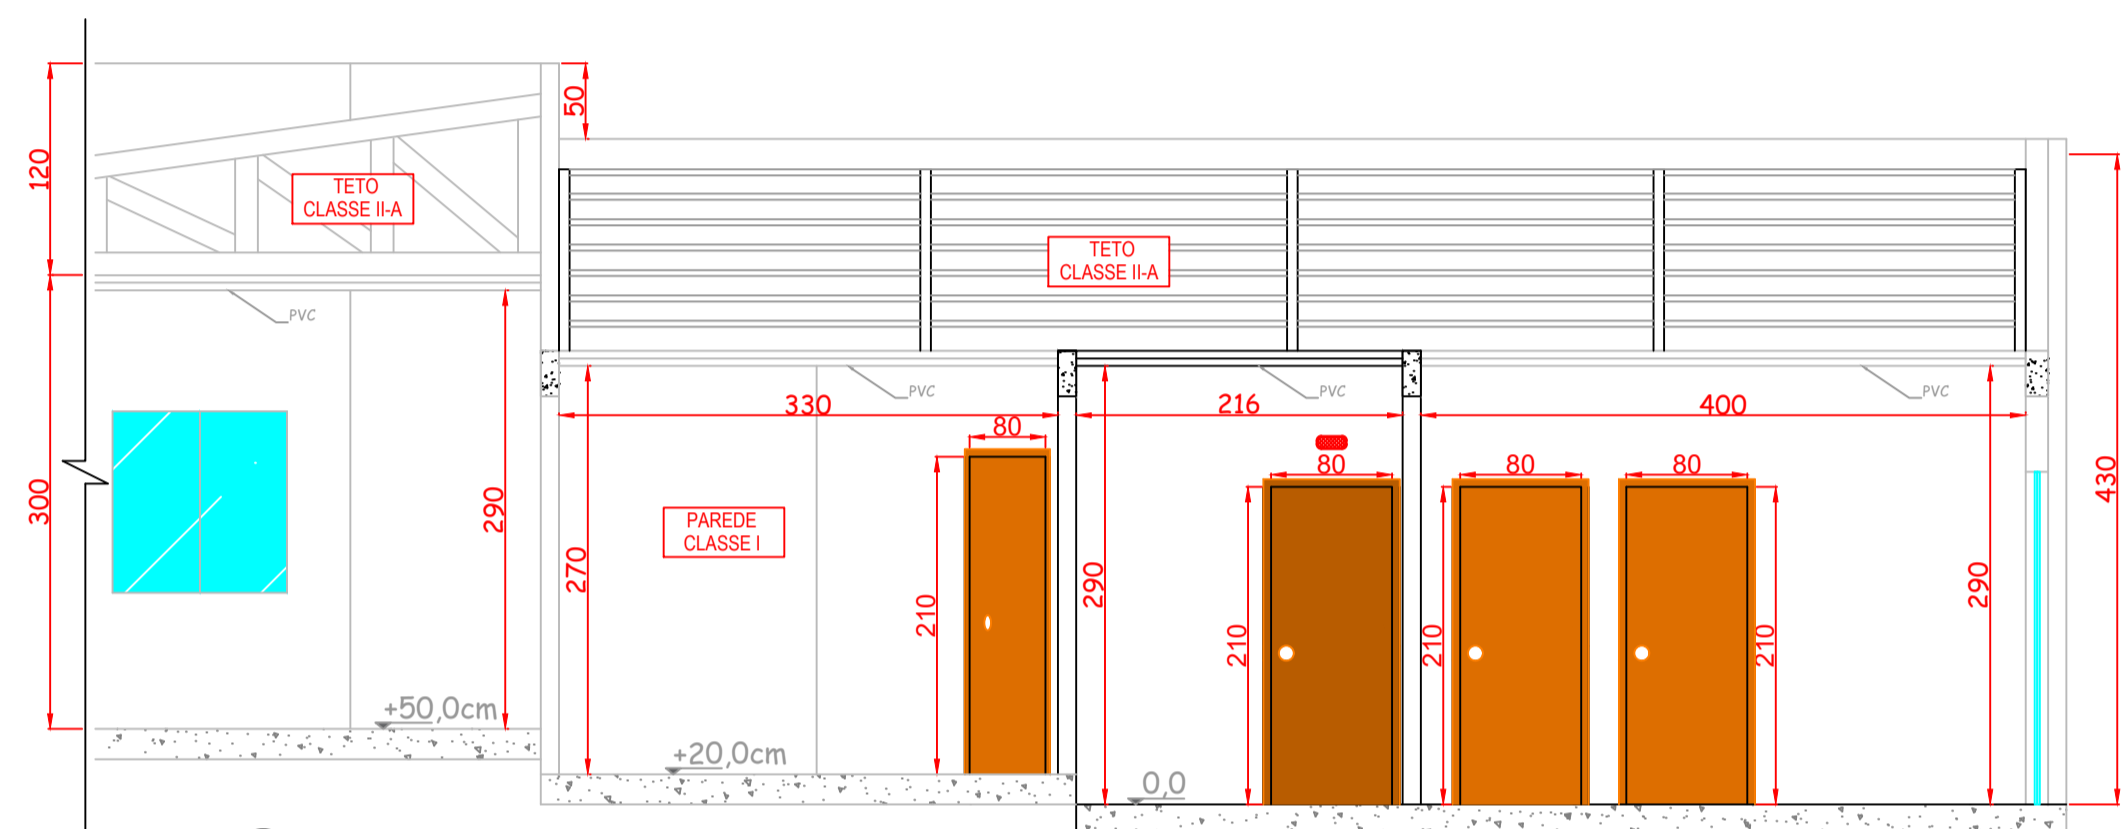 50
120
TETO
CLASSE II-A
TETO
CLASSE II-A
PVC
PVC
PVC
PVC
330
216
400
80
80
80
80
430
300
290
PAREDE
CLASSE I
270
290
290
210
210
210
210
+50,0cm
+20,0cm
0,0